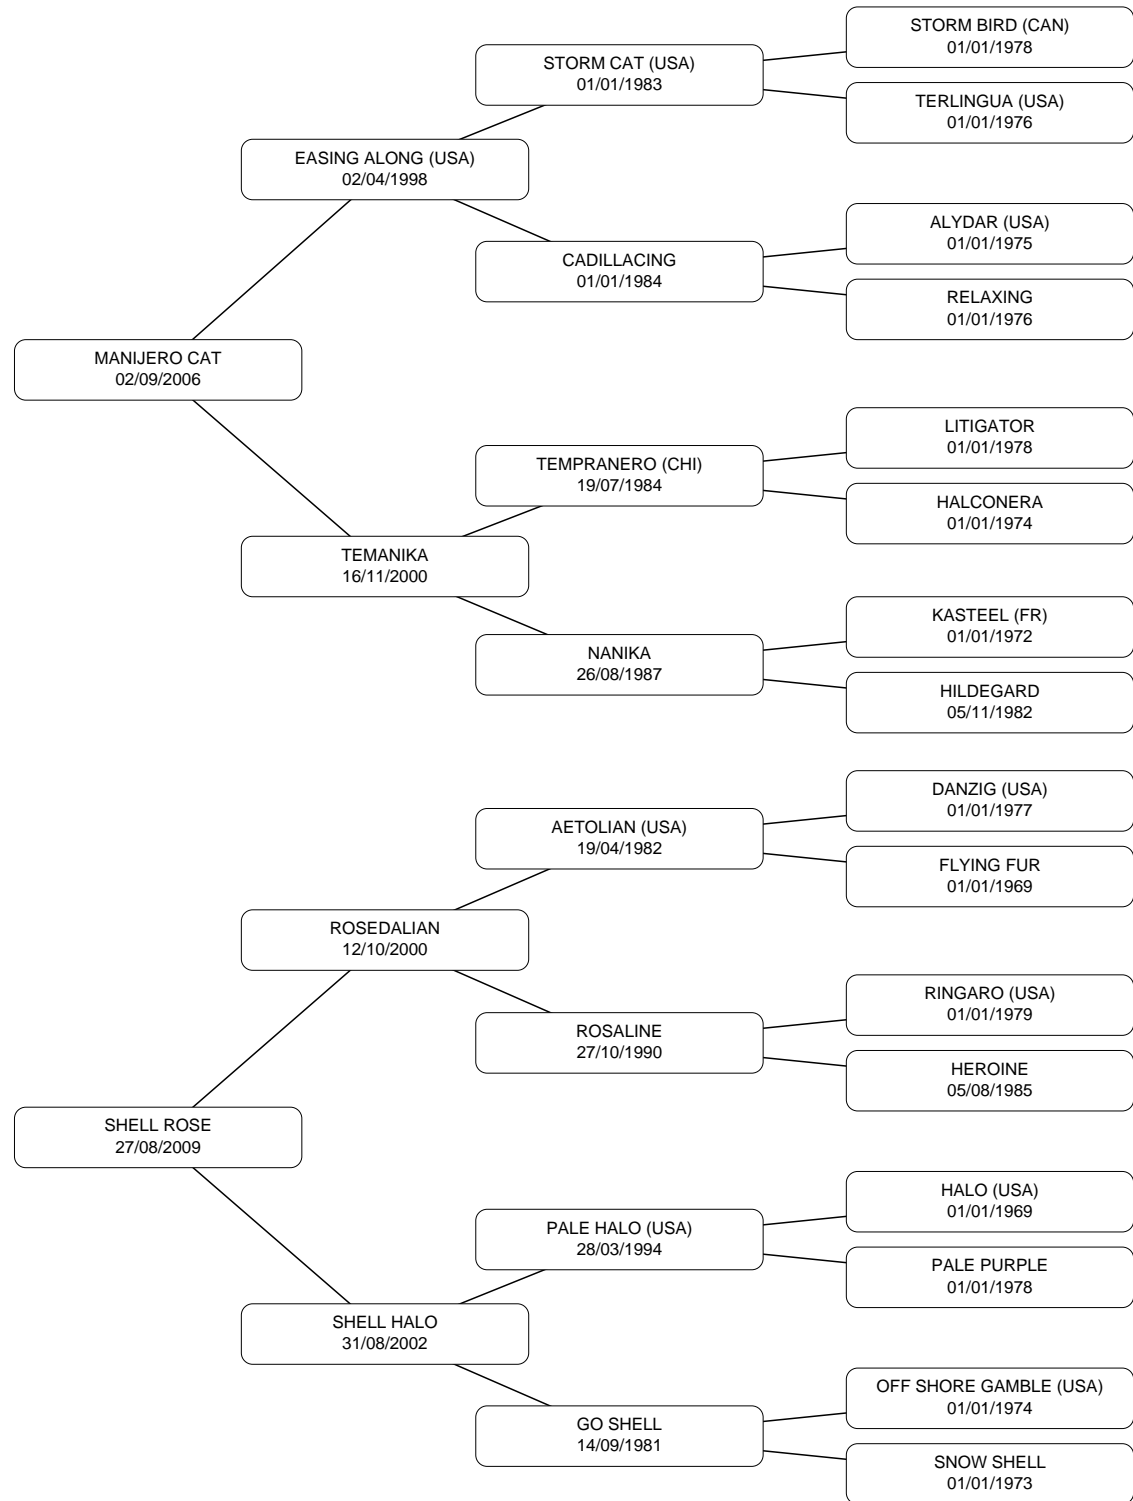 STORM BIRD (CAN)
01/01/1978
STORM CAT (USA)
01/01/1983
TERLINGUA (USA)
01/01/1976
EASING ALONG (USA)
02/04/1998
ALYDAR (USA)
01/01/1975
CADILLACING
01/01/1984
RELAXING
01/01/1976
MANIJERO CAT
02/09/2006
LITIGATOR
01/01/1978
TEMPRANERO (CHI)
19/07/1984
HALCONERA
01/01/1974
TEMANIKA
16/11/2000
KASTEEL (FR)
01/01/1972
NANIKA
26/08/1987
HILDEGARD
05/11/1982
DANZIG (USA)
01/01/1977
AETOLIAN (USA)
19/04/1982
FLYING FUR
01/01/1969
ROSEDALIAN
12/10/2000
RINGARO (USA)
01/01/1979
ROSALINE
27/10/1990
HEROINE
05/08/1985
SHELL ROSE
27/08/2009
HALO (USA)
01/01/1969
PALE HALO (USA)
28/03/1994
PALE PURPLE
01/01/1978
SHELL HALO
31/08/2002
OFF SHORE GAMBLE (USA)
01/01/1974
GO SHELL
14/09/1981
SNOW SHELL
01/01/1973